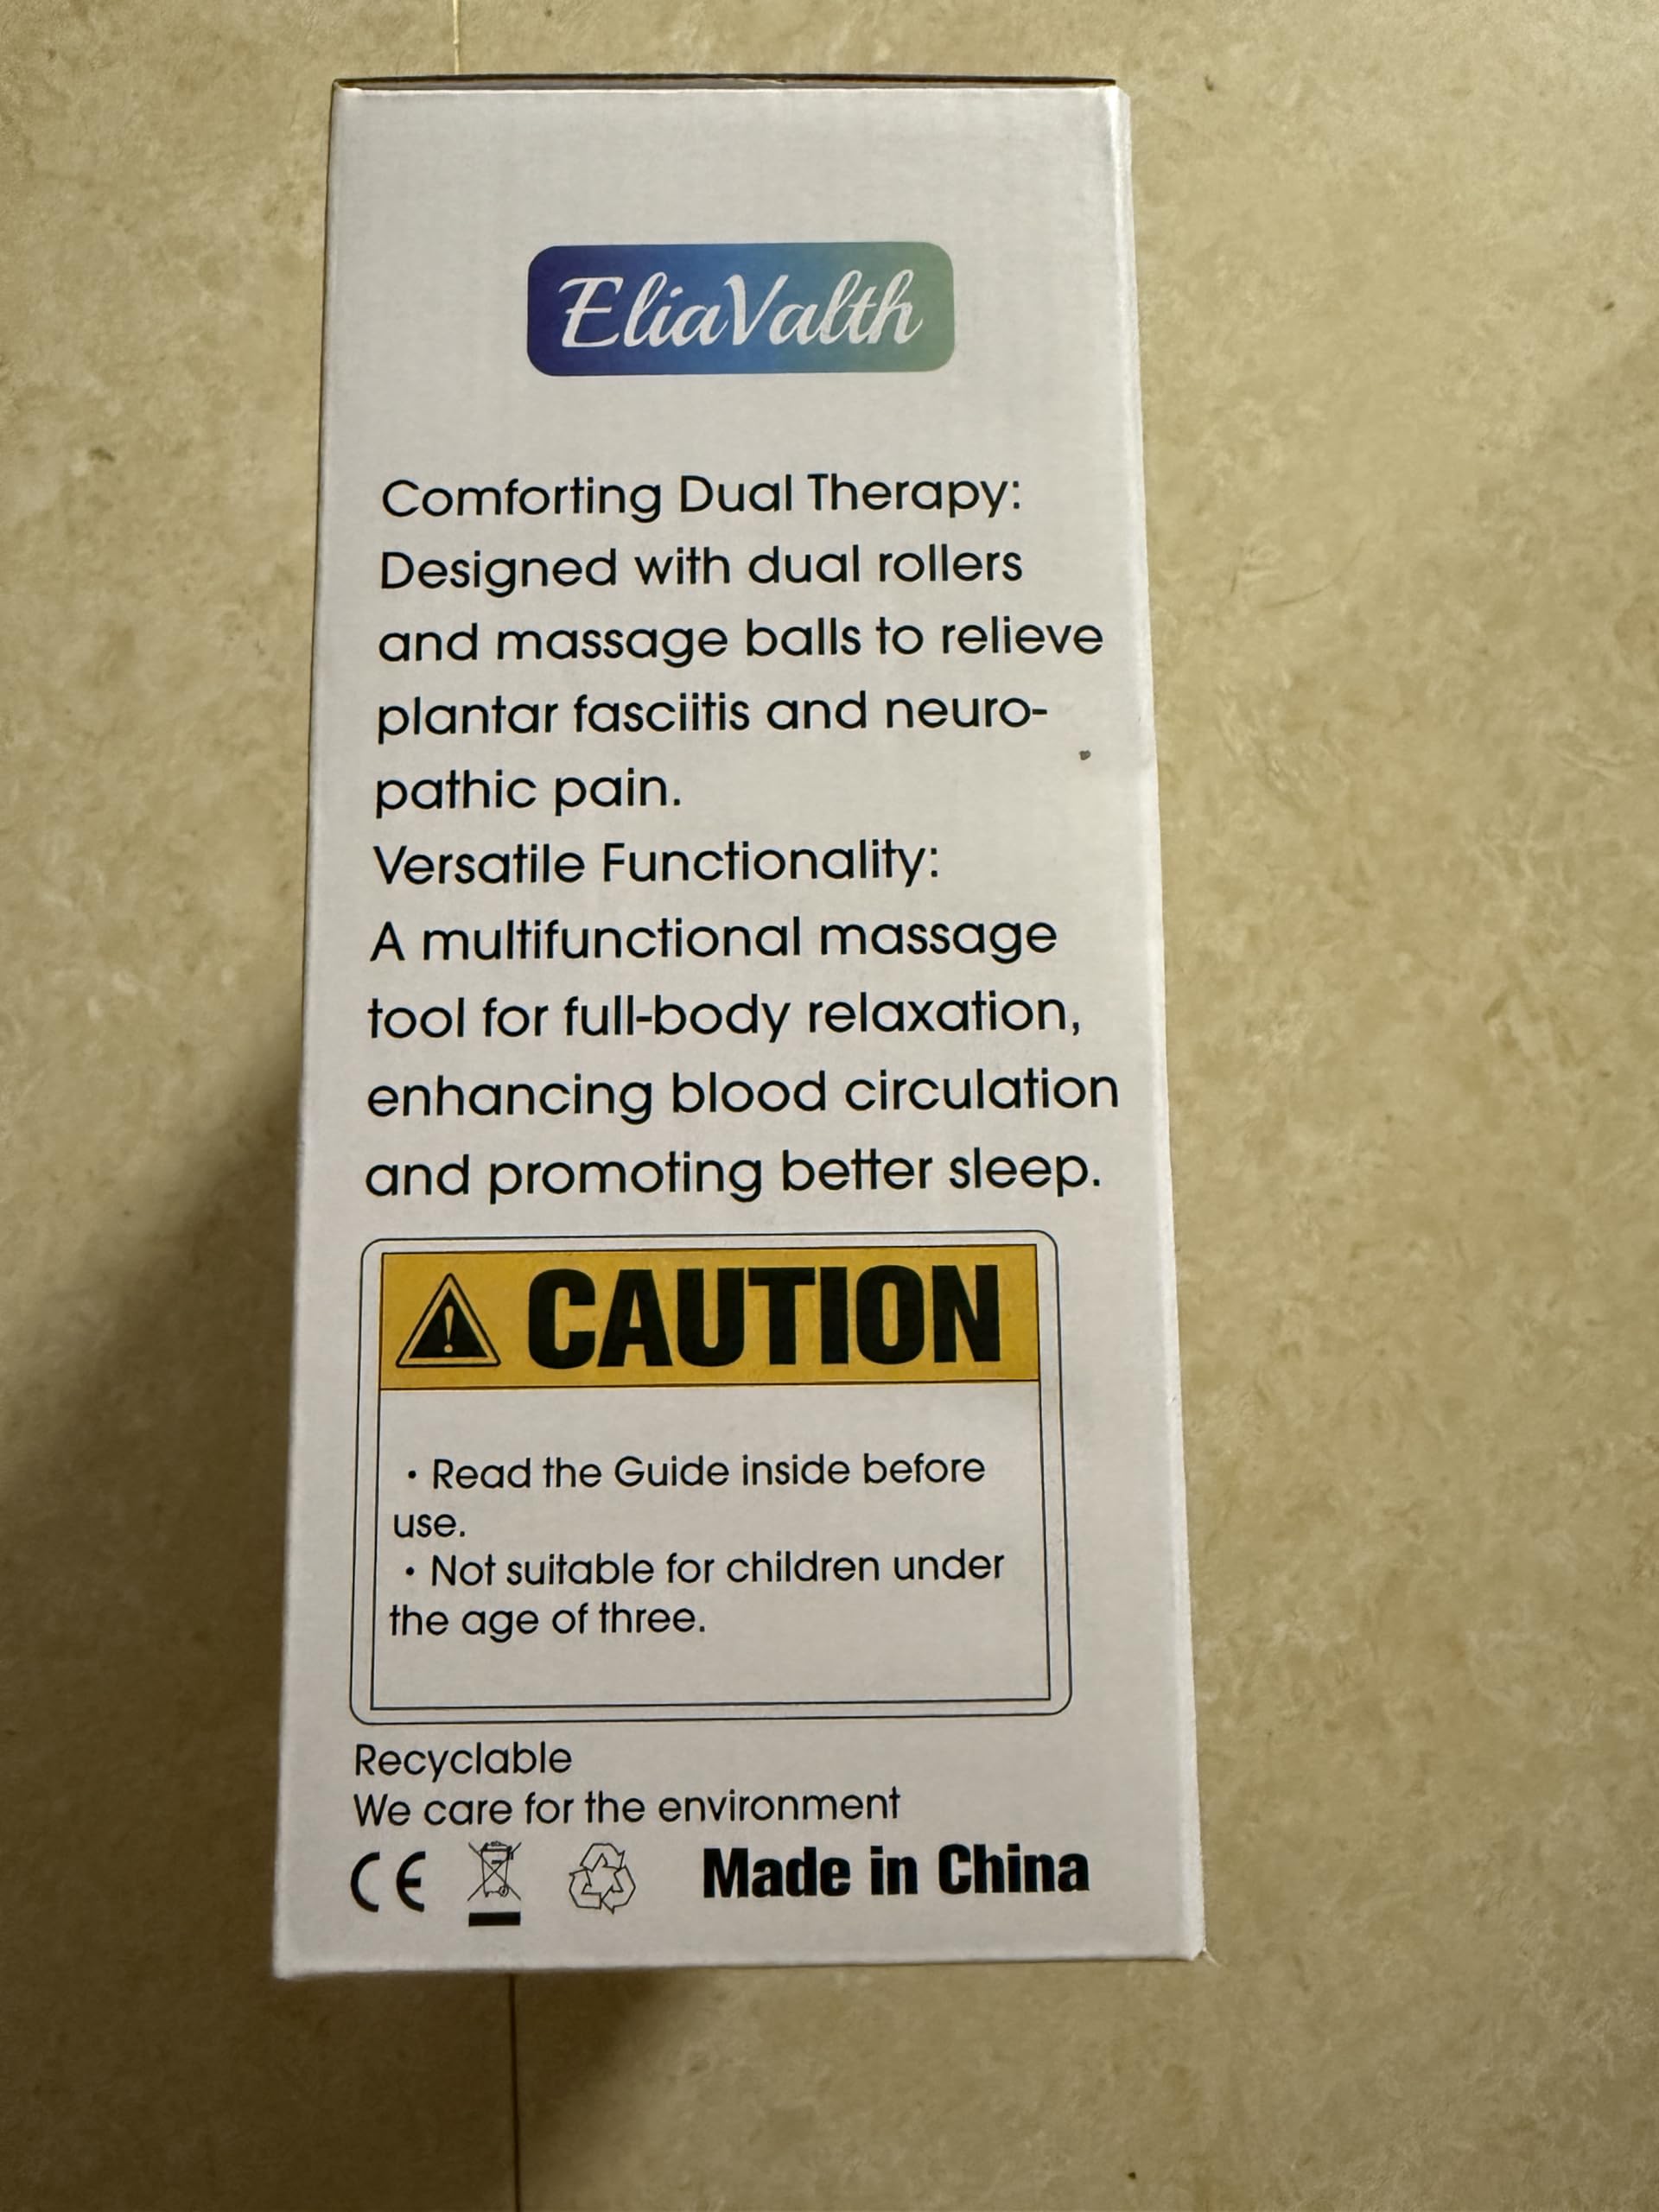 EliaValth
Comforting Dual Therapy:
Designed with dual rollers
and massage balls to relieve
plantar fasciitis and neuro-
pathic pain.
Versatile Functionality:
A multifunctional massage
tool for full-body relaxation,
enhancing blood circulation
and promoting better sleep.
CAUTION
· Read the Guide inside before
use.
· Not suitable for children under
the age of three.
Recyclable
We care for the environment
CE Made in China